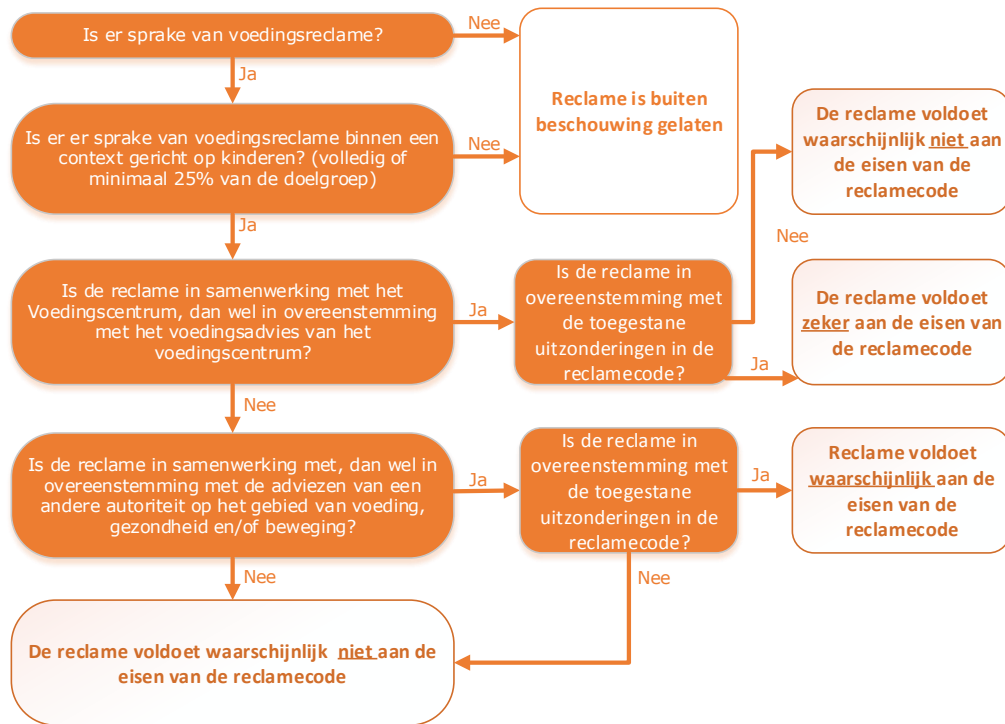 Is er sprake van voedingsreclame?
Nee
Ja
Reclame is buiten
beschouwing gelaten
Is er er sprake van voedingsreclame binnen een
context gericht op kinderen? (volledig of
minimaal 25% van de doelgroep)
Nee
Ja
De reclame voldoet
waarschijnlijk niet aan
de eisen van de
reclamecode
Nee
Is de reclame in samenwerking met het
Voedingscentrum, dan wel in overeenstemming
met het voedingsadvies van het
voedingscentrum?
Ja
Nee
Is de reclame in
overeenstemming met
de toegestane
uitzonderingen in de
reclamecode?
Ja
De reclame voldoet
zeker aan de eisen van
de reclamecode
Is de reclame in samenwerking met, dan wel in
overeenstemming met de adviezen van een
andere autoriteit op het gebied van voeding,
gezondheid en/of beweging?
Ja
Nee
Is de reclame in
overeenstemming met
de toegestane
uitzonderingen in de
reclamecode?
Ja
Nee
Reclame voldoet
waarschijnlijk aan de
eisen van de
reclamecode
De reclame voldoet waarschijnlijk niet aan de
eisen van de reclamecode